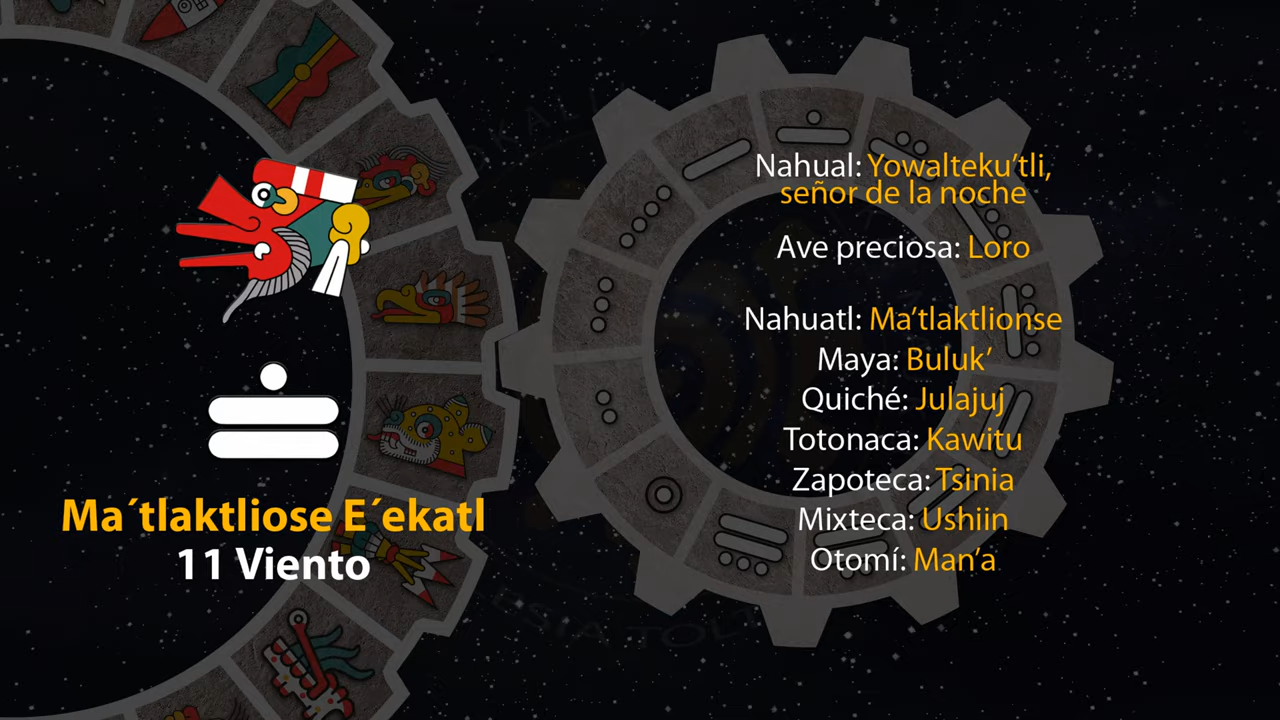 Ma´tlaktliose E´ekatl
11 Viento
Nahual: Yowalteku’tli,
señor de la noche
Ave preciosa: Loro
Nahuatl: Ma’tlaktlionse
Maya: Buluk’
Quiché: Julajuj
Totonaca: Kawitu
Zapoteca: Tsinia
Mixteca: Ushiin
Otomí: Man’a